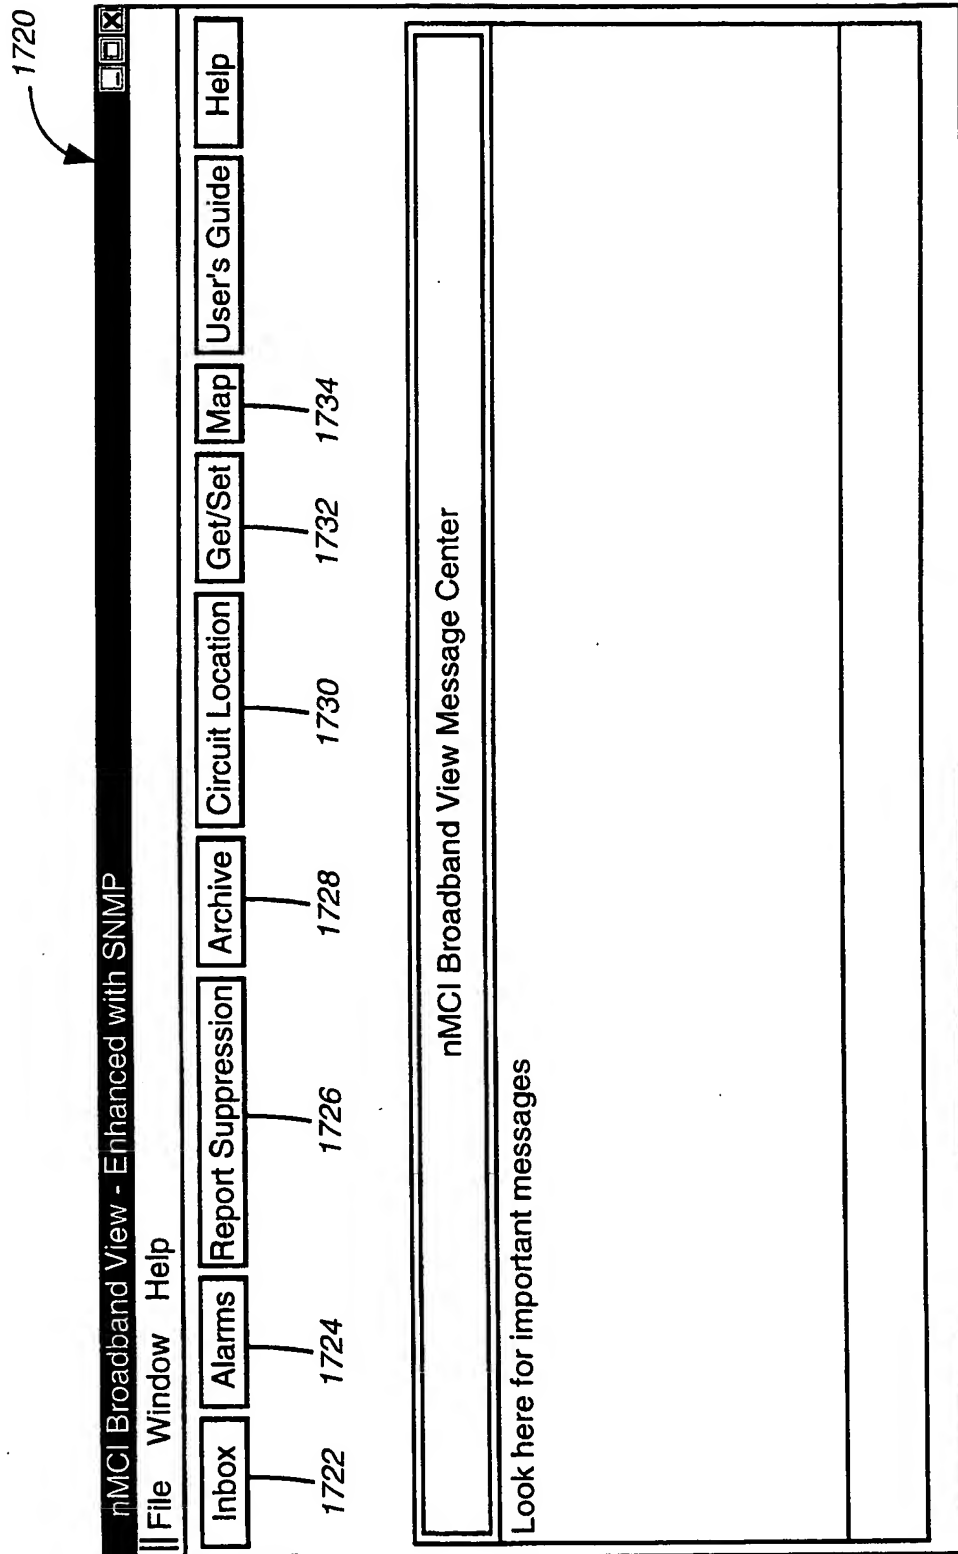 1720
nMCI Broadband View - Enhanced with SNMP
File Window Help
Inbox Alarms Report Suppression Archive Circuit Location Get/Set Map User's Guide Help
1722 1724 1726 1728 1730 1732 1734
nMCI Broadband View Message Center
Look here for important messages